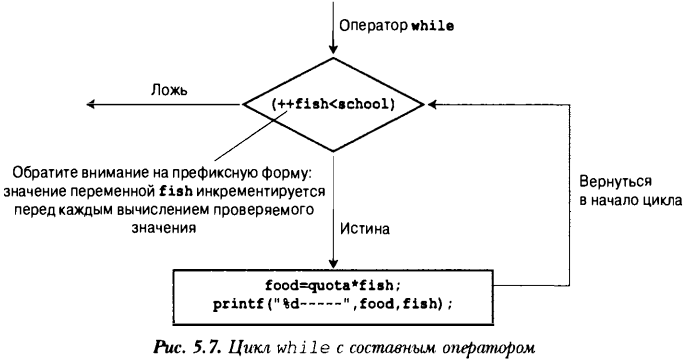 Оператор while
Ложь
(++fish<school)
Обратите внимание на префиксную форму:
значение переменной fish инкрементируется
перед каждым вычислением проверяемого
значения
Вернуться
в начало цикла
Истина
food=quota*fish;
printf("%d-----",food,fish);
Рис. 5.7. Цикл while с составным оператором